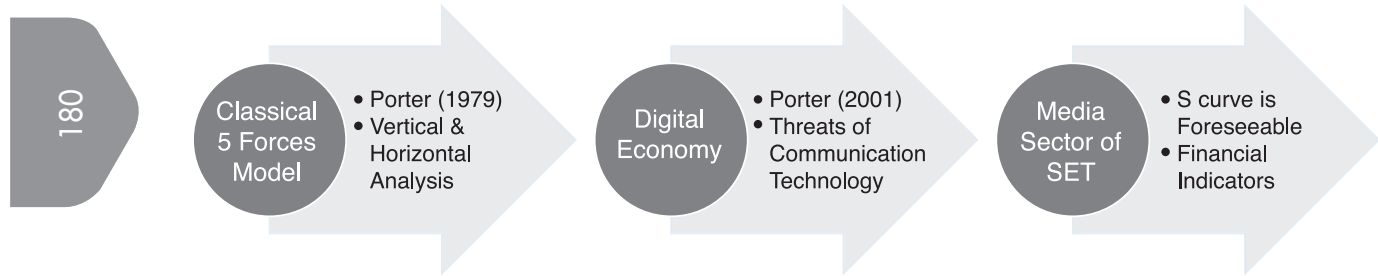 180
Classical
5 Forces
Model
• Porter (1979)
• Vertical &
Horizontal
Analysis
Digital
Economy
• Porter (2001)
• Threats of
Communication
Technology
Media
Sector of
SET
• S curve is
Foreseeable
• Financial
Indicators